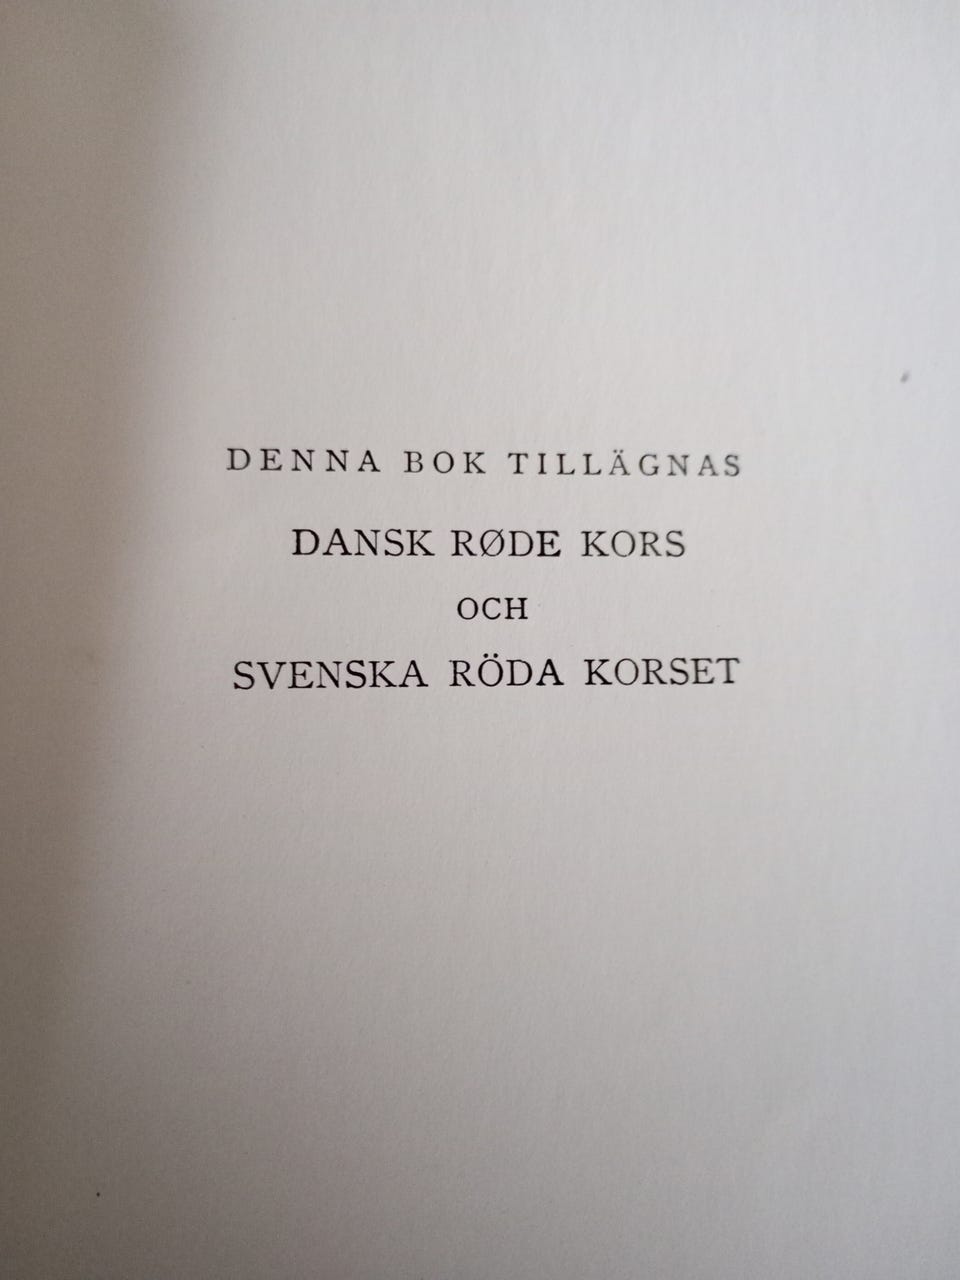 DENNA BOK TILLÄGNAS
DANSK RØDE KORS
OCH
SVENSKA RÖDA KORSET